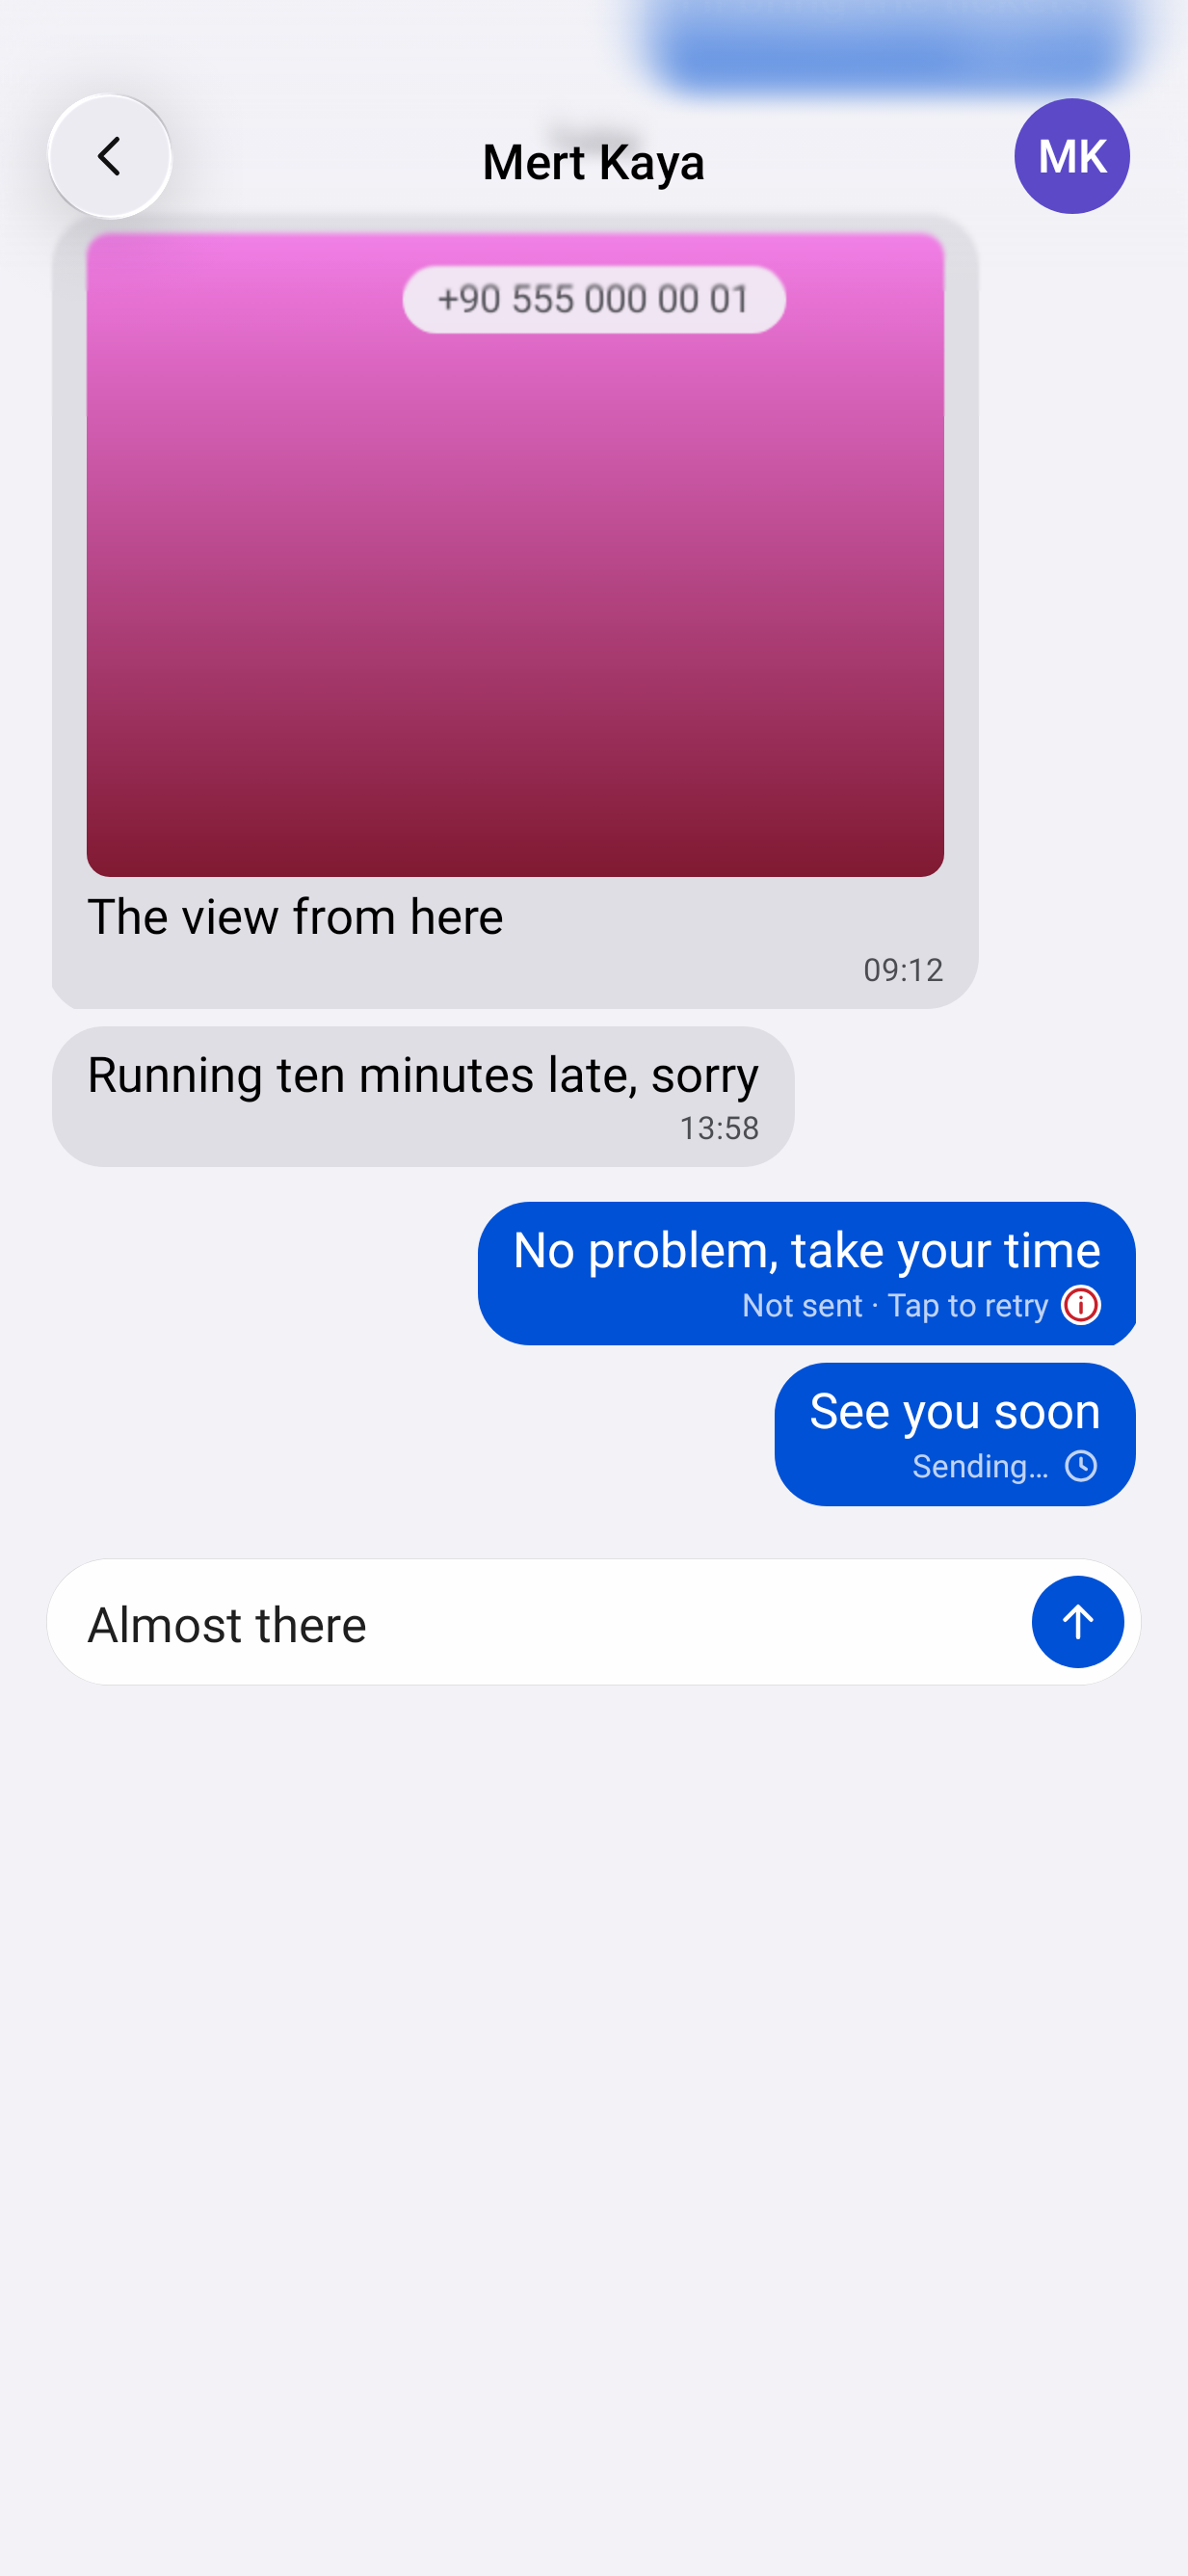 Mert Kaya
MK
+90 555 000 00 01
The view from here
09:12
Running ten minutes late, sorry
13:58
No problem, take your time
Not sent · Tap to retry
See you soon
Sending…
Almost there